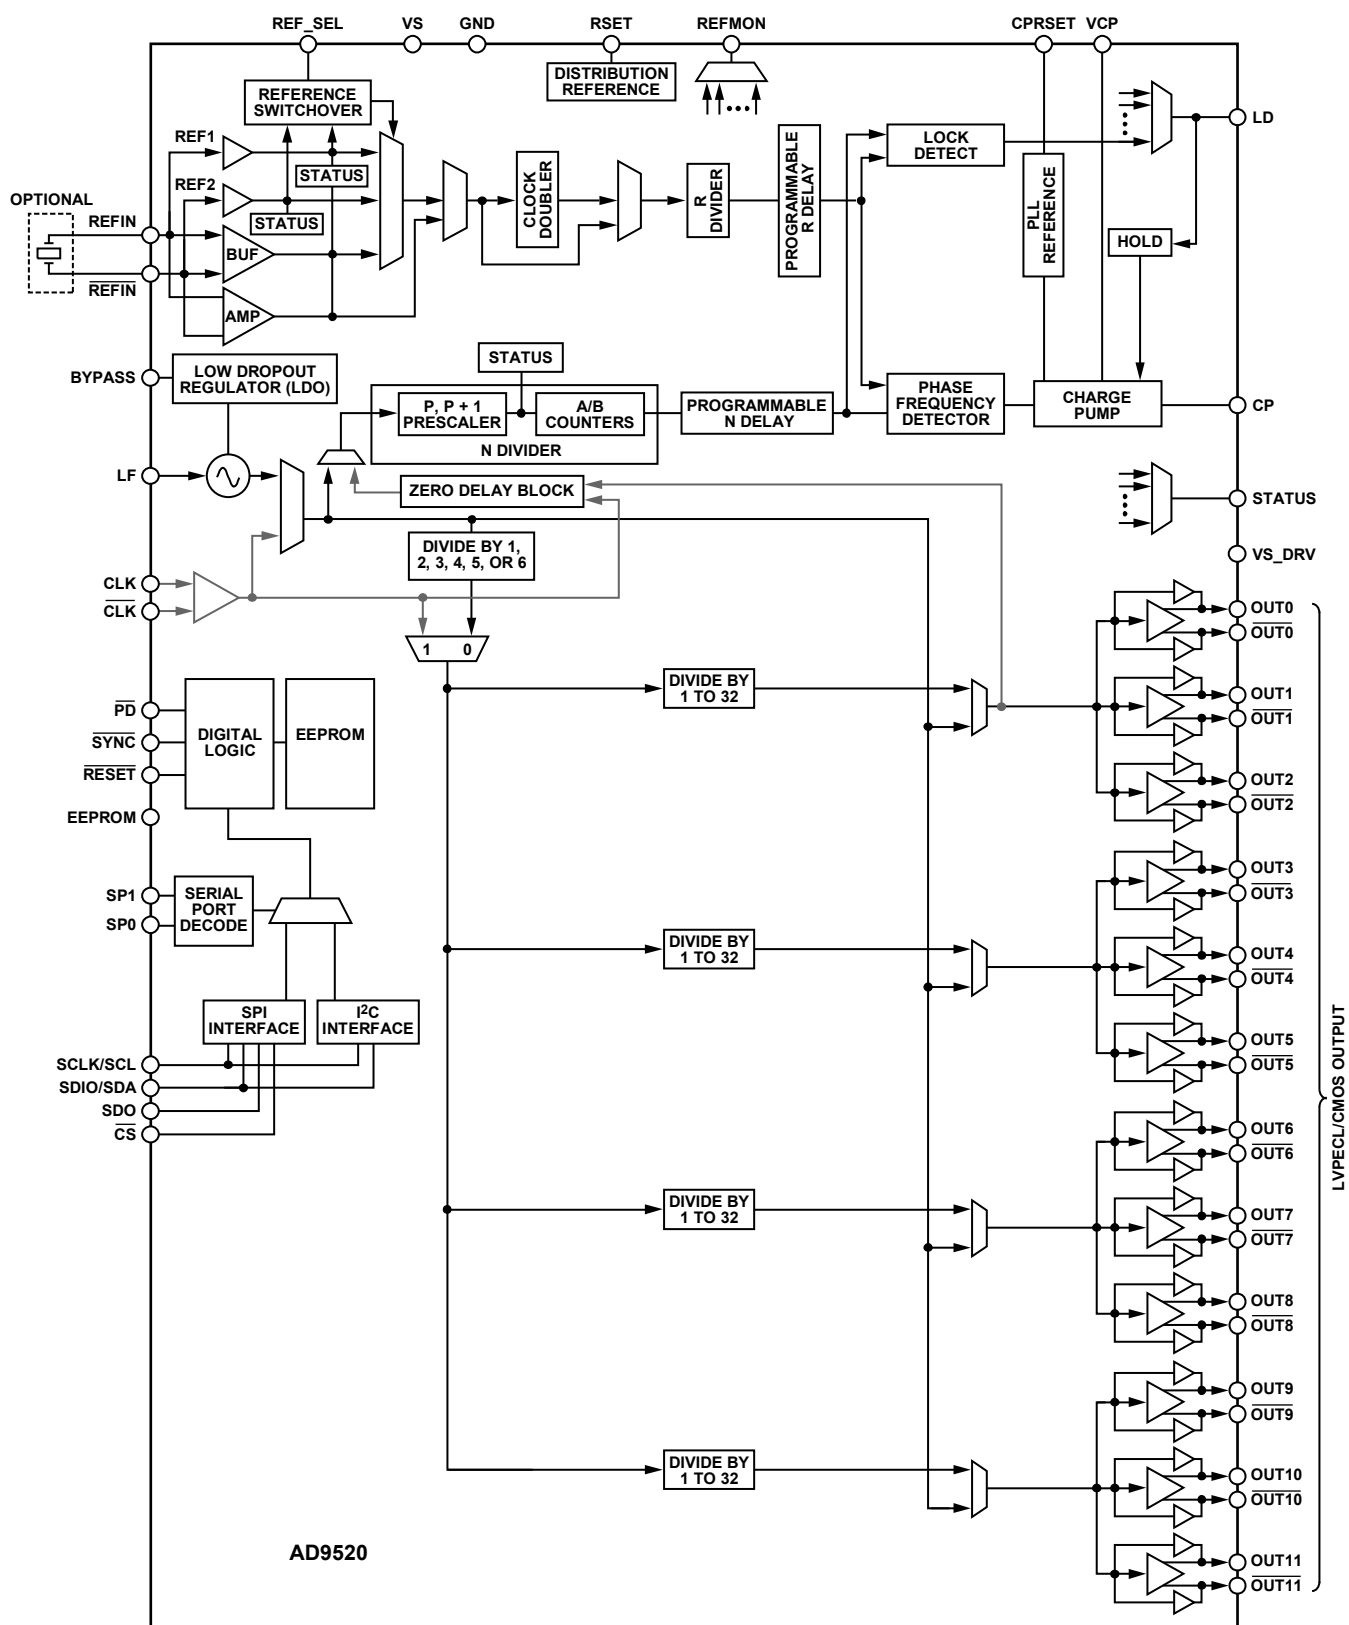 REF_SEL
VS
GND
RSET
REFMON
CPRSET
VCP
DISTRIBUTION
REFERENCE
REFERENCE
SWITCHOVER
LD
REF1
LOCK
DETECT
STATUS
REF2
OPTIONAL
STATUS
CLOCK
DOUBLER
R
DIVIDER
PROGRAMMABLE
R DELAY
PLL
REFERENCE
REFIN
HOLD
BUF
REFIN
AMP
STATUS
BYPASS
LOW DROPOUT
REGULATOR (LDO)
P, P + 1
PRESCALER
A/B
COUNTERS
PROGRAMMABLE
N DELAY
PHASE
FREQUENCY
DETECTOR
CHARGE
PUMP
CP
N DIVIDER
LF
ZERO DELAY BLOCK
STATUS
DIVIDE BY 1,
2, 3, 4, 5, OR 6
VS_DRV
CLK
CLK
OUT0
OUT0
1 0
DIVIDE BY
1 TO 32
OUT1
OUT1
PD
SYNC
RESET
DIGITAL
LOGIC
EEPROM
OUT2
OUT2
EEPROM
OUT3
OUT3
SP1
SP0
SERIAL
PORT
DECODE
DIVIDE BY
1 TO 32
OUT4
OUT4
SPI
INTERFACE
I2C
INTERFACE
OUT5
OUT5
SCLK/SCL
SDIO/SDA
SDO
CS
LVPECL/CMOS OUTPUT
OUT6
OUT6
DIVIDE BY
1 TO 32
OUT7
OUT7
OUT8
OUT8
OUT9
OUT9
DIVIDE BY
1 TO 32
OUT10
OUT10
AD9520
OUT11
OUT11